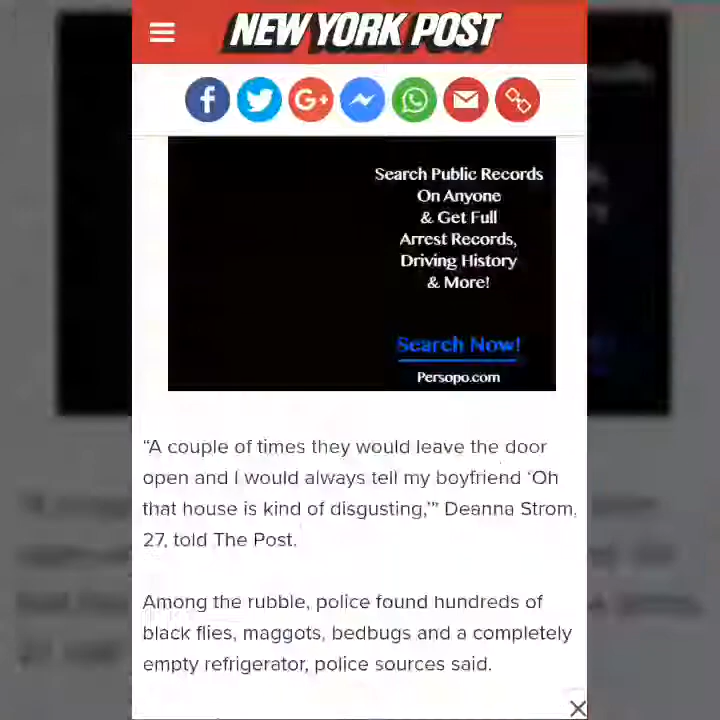 NEW YORK POST
Search Public Records
On Anyone
& Get Full
Arrest Records,
Driving History
& More!
Search Now!
Persopo.com
“A couple of times they would leave the door
open and I would always tell my boyfriend ‘Oh
that house is kind of disgusting,’” Deanna Strom,
27, told The Post.
Among the rubble, police found hundreds of
black flies, maggots, bedbugs and a completely
empty refrigerator, police sources said.